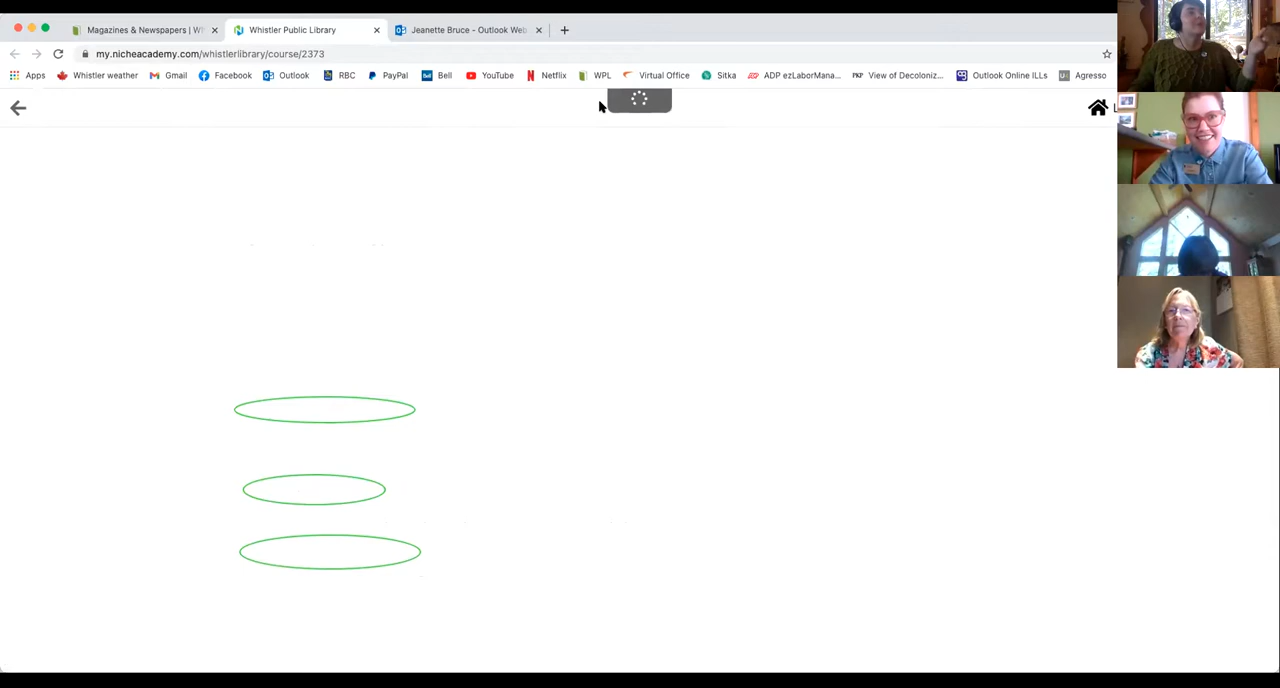 Magazines & Newspapers | W
Whistler Public Library
Jeanette Bruce - Outlook Web
my.nicheacademy.com/whistlerlibrary/course/2373
Apps Whistler weather Gmail Facebook Outlook RBC PayPal Bell YouTube Netflix WPL Virtual Office Sitka ADP ezLaborMana... View of Decoloniz... Outlook Online ILLs Agresso